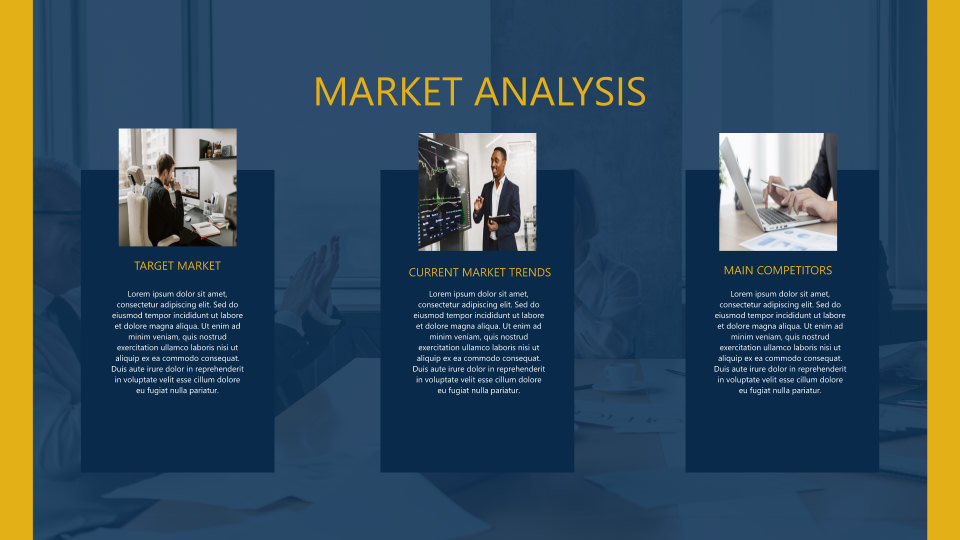 MARKET ANALYSIS
TARGET MARKET
Lorem ipsum dolor sit amet,
consectetur adipiscing elit. Sed do
eiusmod tempor incididunt ut labore
et dolore magna aliqua. Ut enim ad
minim veniam, quis nostrud
exercitation ullamco laboris nisi ut
aliquip ex ea commodo consequat.
Duis aute irure dolor in reprehenderit
in voluptate velit esse cillum dolore
eu fugiat nulla pariatur.
CURRENT MARKET TRENDS
Lorem ipsum dolor sit amet,
consectetur adipiscing elit. Sed do
eiusmod tempor incididunt ut labore
et dolore magna aliqua. Ut enim ad
minim veniam, quis nostrud
exercitation ullamco laboris nisi ut
aliquip ex ea commodo consequat.
Duis aute irure dolor in reprehenderit
in voluptate velit esse cillum dolore
eu fugiat nulla pariatur.
MAIN COMPETITORS
Lorem ipsum dolor sit amet,
consectetur adipiscing elit. Sed do
eiusmod tempor incididunt ut labore
et dolore magna aliqua. Ut enim ad
minim veniam, quis nostrud
exercitation ullamco laboris nisi ut
aliquip ex ea commodo consequat.
Duis aute irure dolor in reprehenderit
in voluptate velit esse cillum dolore
eu fugiat nulla pariatur.